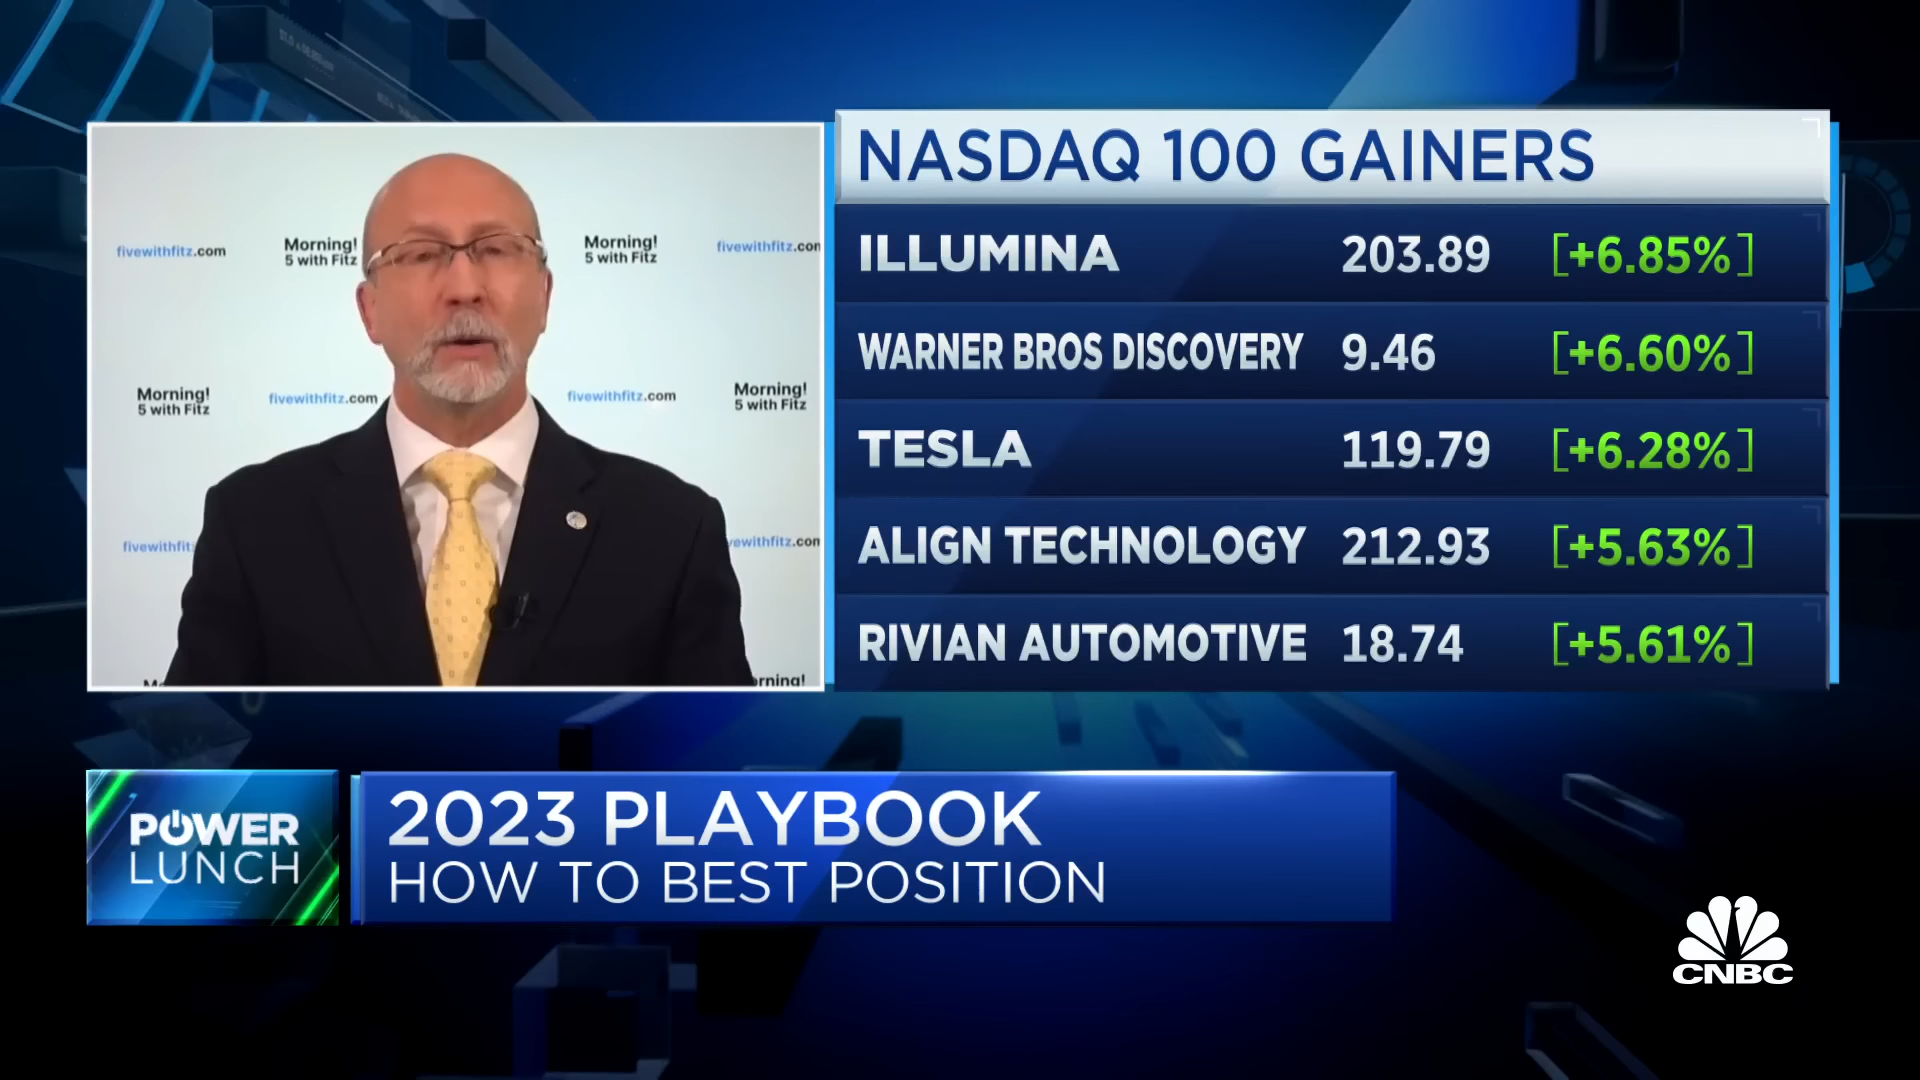 fivewithfitz.com
Morning!
5 with Fitz
Morning!
5 with Fitz
fivewithfitz.com
Morning!
5 with Fitz
fivewithfitz.com
fivewithfitz.com
Morning!
5 with Fitz
NASDAQ 100 GAINERS
ILLUMINA 203.89 [+6.85%]
WARNER BROS DISCOVERY 9.46 [+6.60%]
TESLA 119.79 [+6.28%]
ALIGN TECHNOLOGY 212.93 [+5.63%]
RIVIAN AUTOMOTIVE 18.74 [+5.61%]
POWER
LUNCH
2023 PLAYBOOK
HOW TO BEST POSITION
CNBC